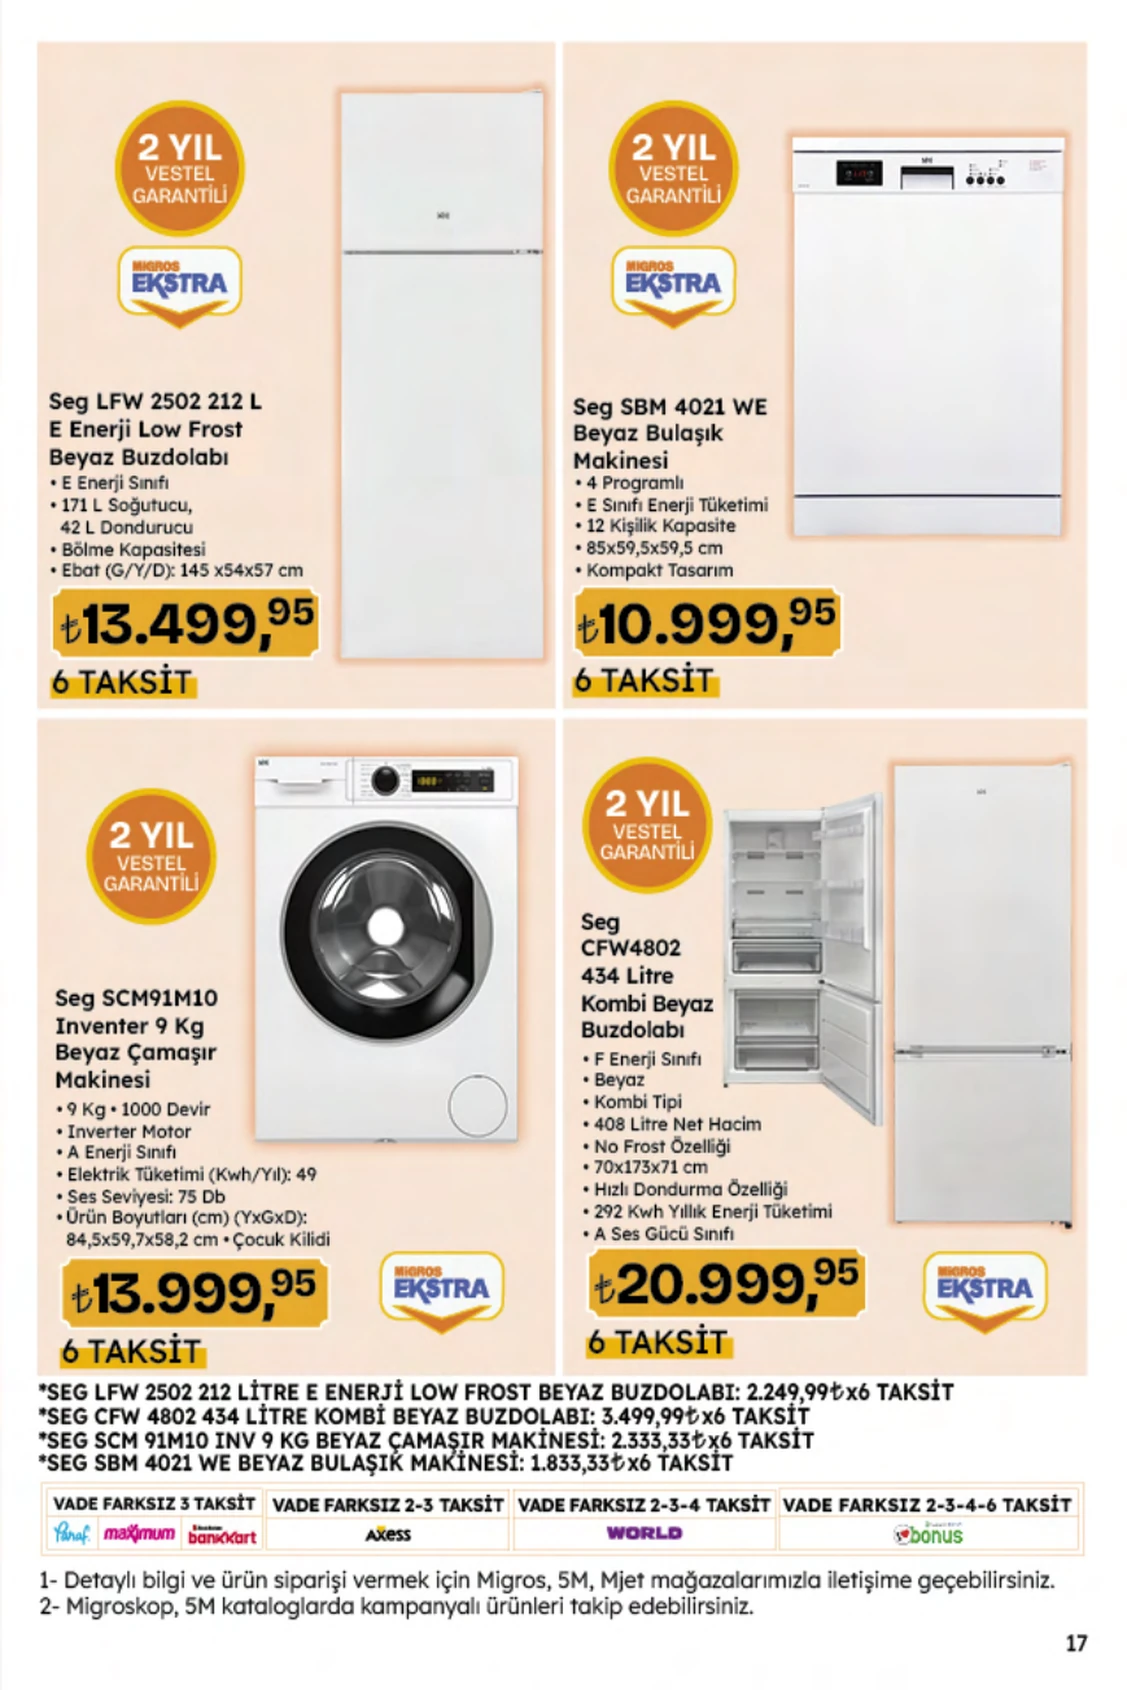 2 YIL
VESTEL
GARANTİLİ
MiGROS
EKSTRA
Seg LFW 2502 212 L
E Enerji Low Frost
Beyaz Buzdolabı
• E Enerji Sınıfı
• 171 L Soğutucu,
42 L Dondurucu
• Bölme Kapasitesi
• Ebat (G/Y/D): 145 x54x57 cm
₺13.499,95
6 TAKSİT
2 YIL
VESTEL
GARANTİLİ
MiGROS
EKSTRA
Seg SBM 4021 WE
Beyaz Bulaşık
Makinesi
• 4 Programlı
• E Sınıfı Enerji Tüketimi
• 12 Kişilik Kapasite
• 85x59,5x59,5 cm
• Kompakt Tasarım
₺10.999,95
6 TAKSİT
2 YIL
VESTEL
GARANTİLİ
Seg SCM91M10
Inventer 9 Kg
Beyaz Çamaşır
Makinesi
• 9 Kg • 1000 Devir
• Inverter Motor
• A Enerji Sınıfı
• Elektrik Tüketimi (Kwh/Yıl): 49
• Ses Seviyesi: 75 Db
• Ürün Boyutları (cm) (YxGxD):
84,5x59,7x58,2 cm • Çocuk Kilidi
₺13.999,95
6 TAKSİT
MiGROS
EKSTRA
2 YIL
VESTEL
GARANTİLİ
Seg
CFW4802
434 Litre
Kombi Beyaz
Buzdolabı
• F Enerji Sınıfı
• Beyaz
• Kombi Tipi
• 408 Litre Net Hacim
• No Frost Özelliği
• 70x173x71 cm
• Hızlı Dondurma Özelliği
• 292 Kwh Yıllık Enerji Tüketimi
• A Ses Gücü Sınıfı
₺20.999,95
6 TAKSİT
MiGROS
EKSTRA
*SEG LFW 2502 212 LİTRE E ENERJİ LOW FROST BEYAZ BUZDOLABI: 2.249,99₺x6 TAKSİT
*SEG CFW 4802 434 LİTRE KOMBİ BEYAZ BUZDOLABI: 3.499,99₺x6 TAKSİT
*SEG SCM 91M10 INV 9 KG BEYAZ ÇAMAŞIR MAKİNESİ: 2.333,33₺x6 TAKSİT
*SEG SBM 4021 WE BEYAZ BULAŞIK MAKİNESİ: 1.833,33₺x6 TAKSİT
VADE FARKSIZ 3 TAKSİT
Paraf maximum bankkart
VADE FARKSIZ 2-3 TAKSİT
AXESS
VADE FARKSIZ 2-3-4 TAKSİT
WORLD
VADE FARKSIZ 2-3-4-6 TAKSİT
bonus
1- Detaylı bilgi ve ürün siparişi vermek için Migros, 5M, Mjet mağazalarımızla iletişime geçebilirsiniz.
2- Migroskop, 5M kataloglarda kampanyalı ürünleri takip edebilirsiniz.
17